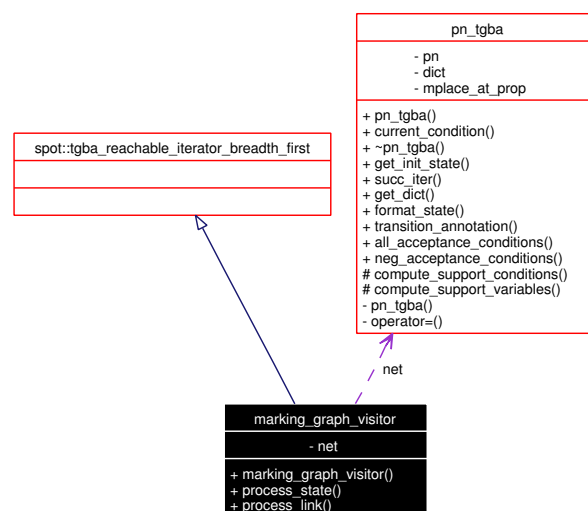 pn_tgba
- pn
- dict
- mplace_at_prop
+ pn_tgba()
+ current_condition()
+ ~pn_tgba()
+ get_init_state()
+ succ_iter()
+ get_dict()
+ format_state()
+ transition_annotation()
+ all_acceptance_conditions()
+ neg_acceptance_conditions()
# compute_support_conditions()
# compute_support_variables()
- pn_tgba()
- operator=()
spot::tgba_reachable_iterator_breadth_first
net
marking_graph_visitor
- net
+ marking_graph_visitor()
+ process_state()
+ process_link()